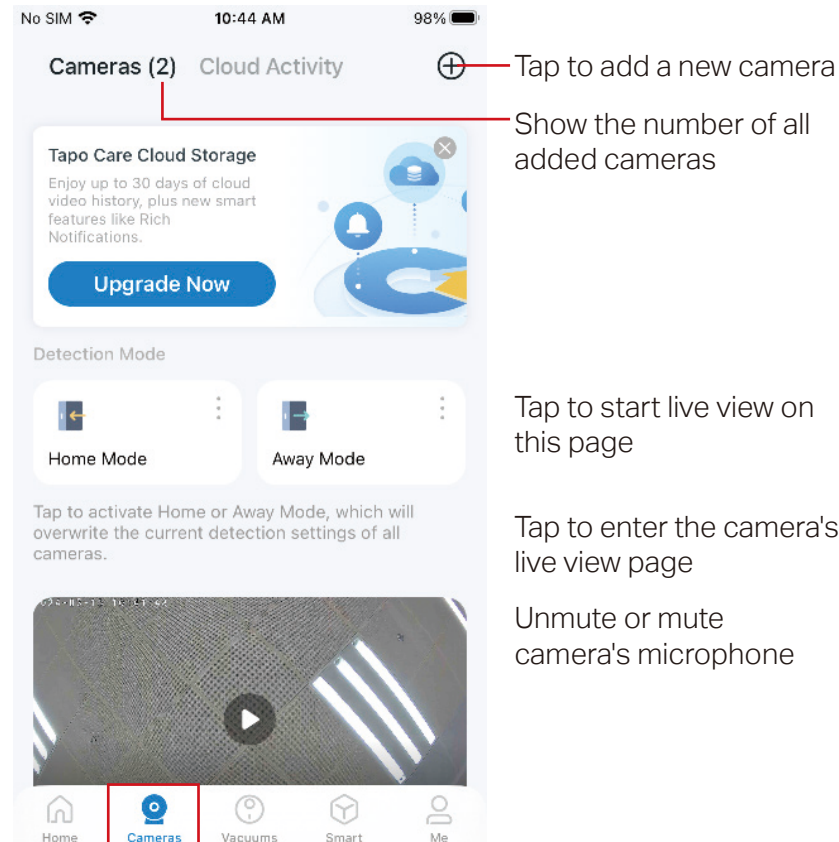 No SIM 10:44 AM 98%
Cameras (2) Cloud Activity
Tap to add a new camera
Show the number of all
added cameras
Tapo Care Cloud Storage
Enjoy up to 30 days of cloud
video history, plus new smart
features like Rich
Notifications.
Upgrade Now
Detection Mode
Home Mode Away Mode
Tap to activate Home or Away Mode, which will
overwrite the current detection settings of all
cameras.
Tap to start live view on
this page
Tap to enter the camera's
live view page
Unmute or mute
camera's microphone
Home Cameras Vacuums Smart Me